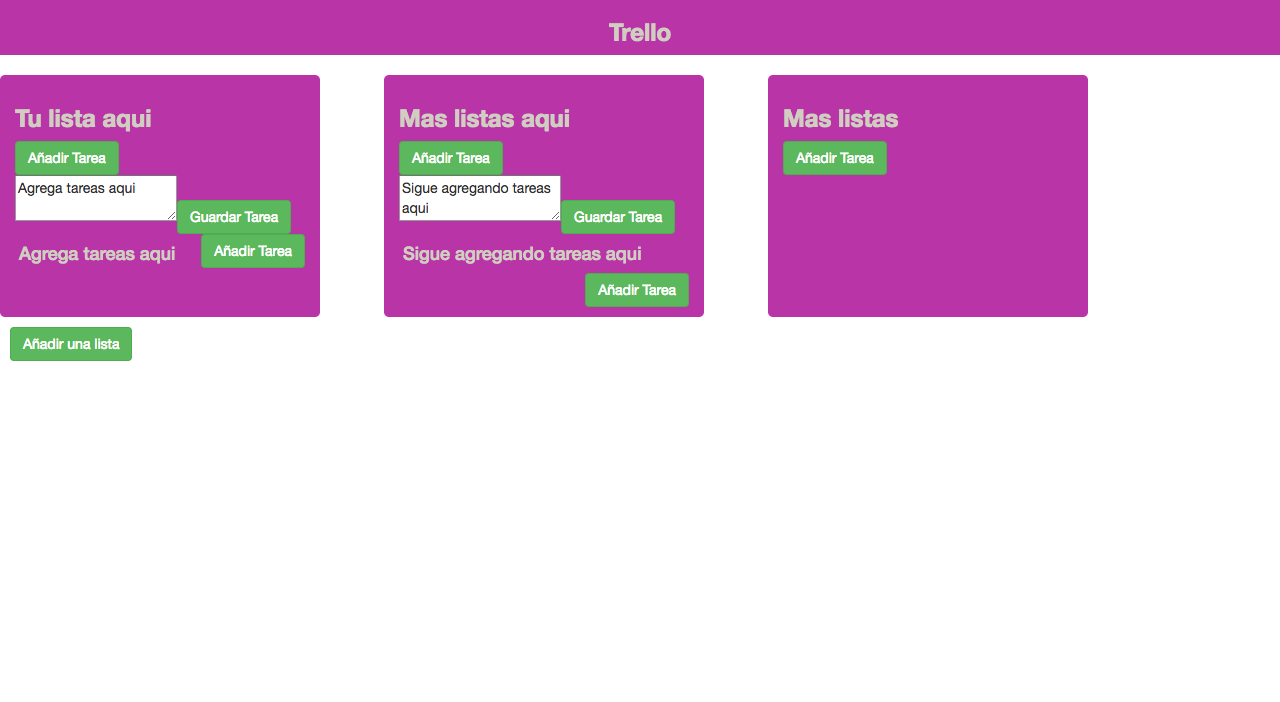 Trello
Tu lista aqui
Añadir Tarea
Agrega tareas aqui
Guardar Tarea
Agrega tareas aqui
Añadir Tarea
Mas listas aqui
Añadir Tarea
Sigue agregando tareas
aqui
Guardar Tarea
Sigue agregando tareas aqui
Añadir Tarea
Mas listas
Añadir Tarea
Añadir una lista